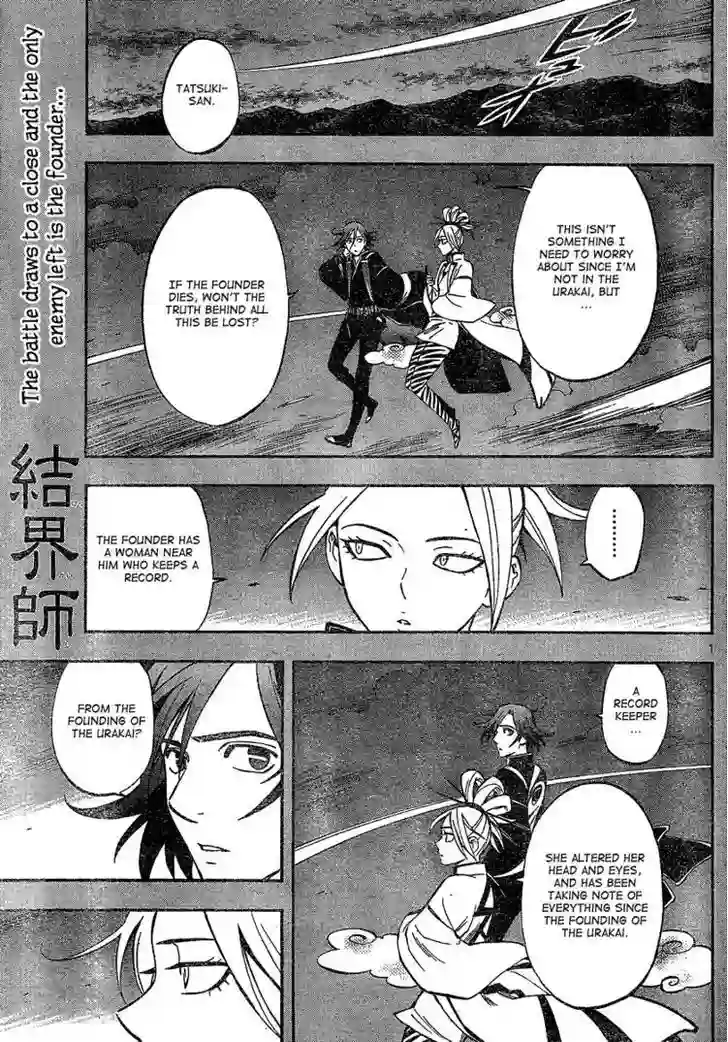 The battle draws to a close and the only
enemy left is the founder...
結界師
TATSUKI-
SAN.
ビュ
THIS ISN'T
SOMETHING I
NEED TO WORRY
ABOUT SINCE I'M
NOT IN THE
URAKAI, BUT
...
IF THE FOUNDER
DIES, WON'T THE
TRUTH BEHIND ALL
THIS BE LOST?
......
THE FOUNDER HAS
A WOMAN NEAR
HIM WHO KEEPS A
RECORD.
1
A
RECORD
KEEPER
...
SHE ALTERED HER
HEAD AND EYES,
AND HAS BEEN
TAKING NOTE OF
EVERYTHING SINCE
THE FOUNDING OF
THE URAKAI.
FROM THE
FOUNDING OF
THE URAKAI?